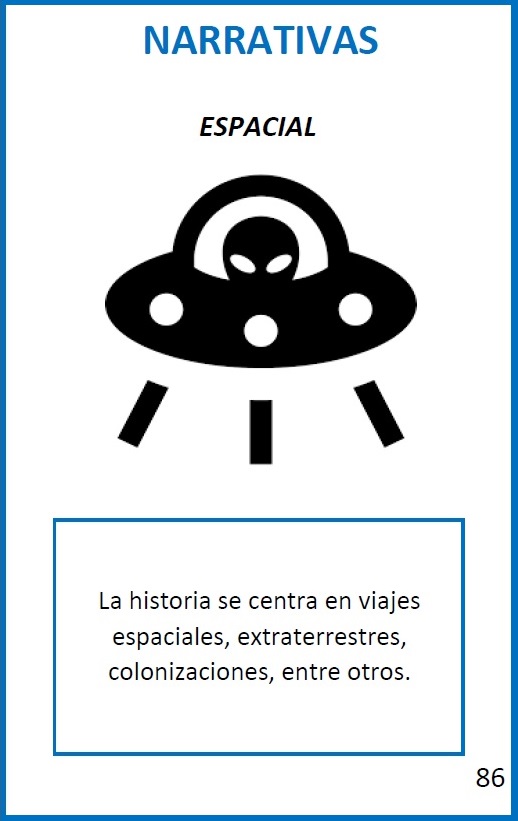 NARRATIVAS
ESPACIAL
La historia se centra en viajes
espaciales, extraterrestres,
colonizaciones, entre otros.
86